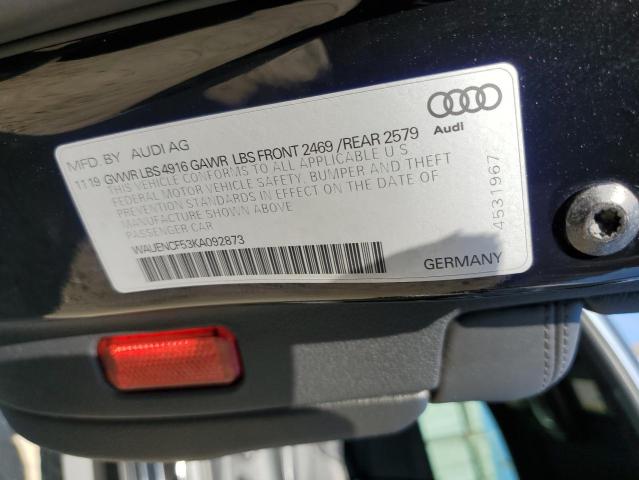 MFD. BY AUDI AG
11 19 GVWR LBS 4916 GAWR LBS FRONT 2469 /REAR 2579
THIS VEHICLE CONFORMS TO ALL APPLICABLE U.S.
FEDERAL MOTOR VEHICLE SAFETY, BUMPER AND THEFT
PREVENTION STANDARDS IN EFFECT ON THE DATE OF
MANUFACTURE SHOWN ABOVE
PASSENGER CAR
WAUENCF53KA092873
GERMANY
Audi
4531967